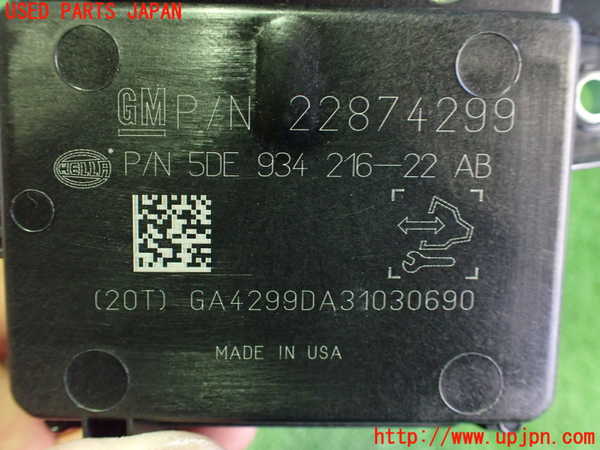 USED PARTS JAPAN
GM P/N 22874299
HELLA P/N 5DE 934 216-22 AB
(20T) GA4299DA31030690
MADE IN USA
http://www.upjpn.com/